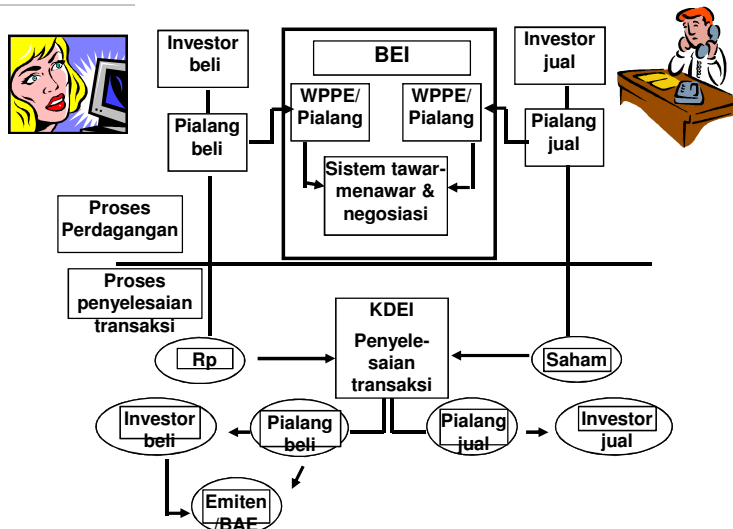 Investor
beli
BEI
Investor
jual
WPPE/
Pialang
WPPE/
Pialang
Pialang
beli
Pialang
jual
Sistem tawar-
menawar &
negosiasi
Proses
Perdagangan
Proses
penyelesaian
transaksi
KDEI
Penyele-
saian
transaksi
Rp
Saham
Investor
beli
Pialang
beli
Pialang
jual
Investor
jual
Emiten
/BAE